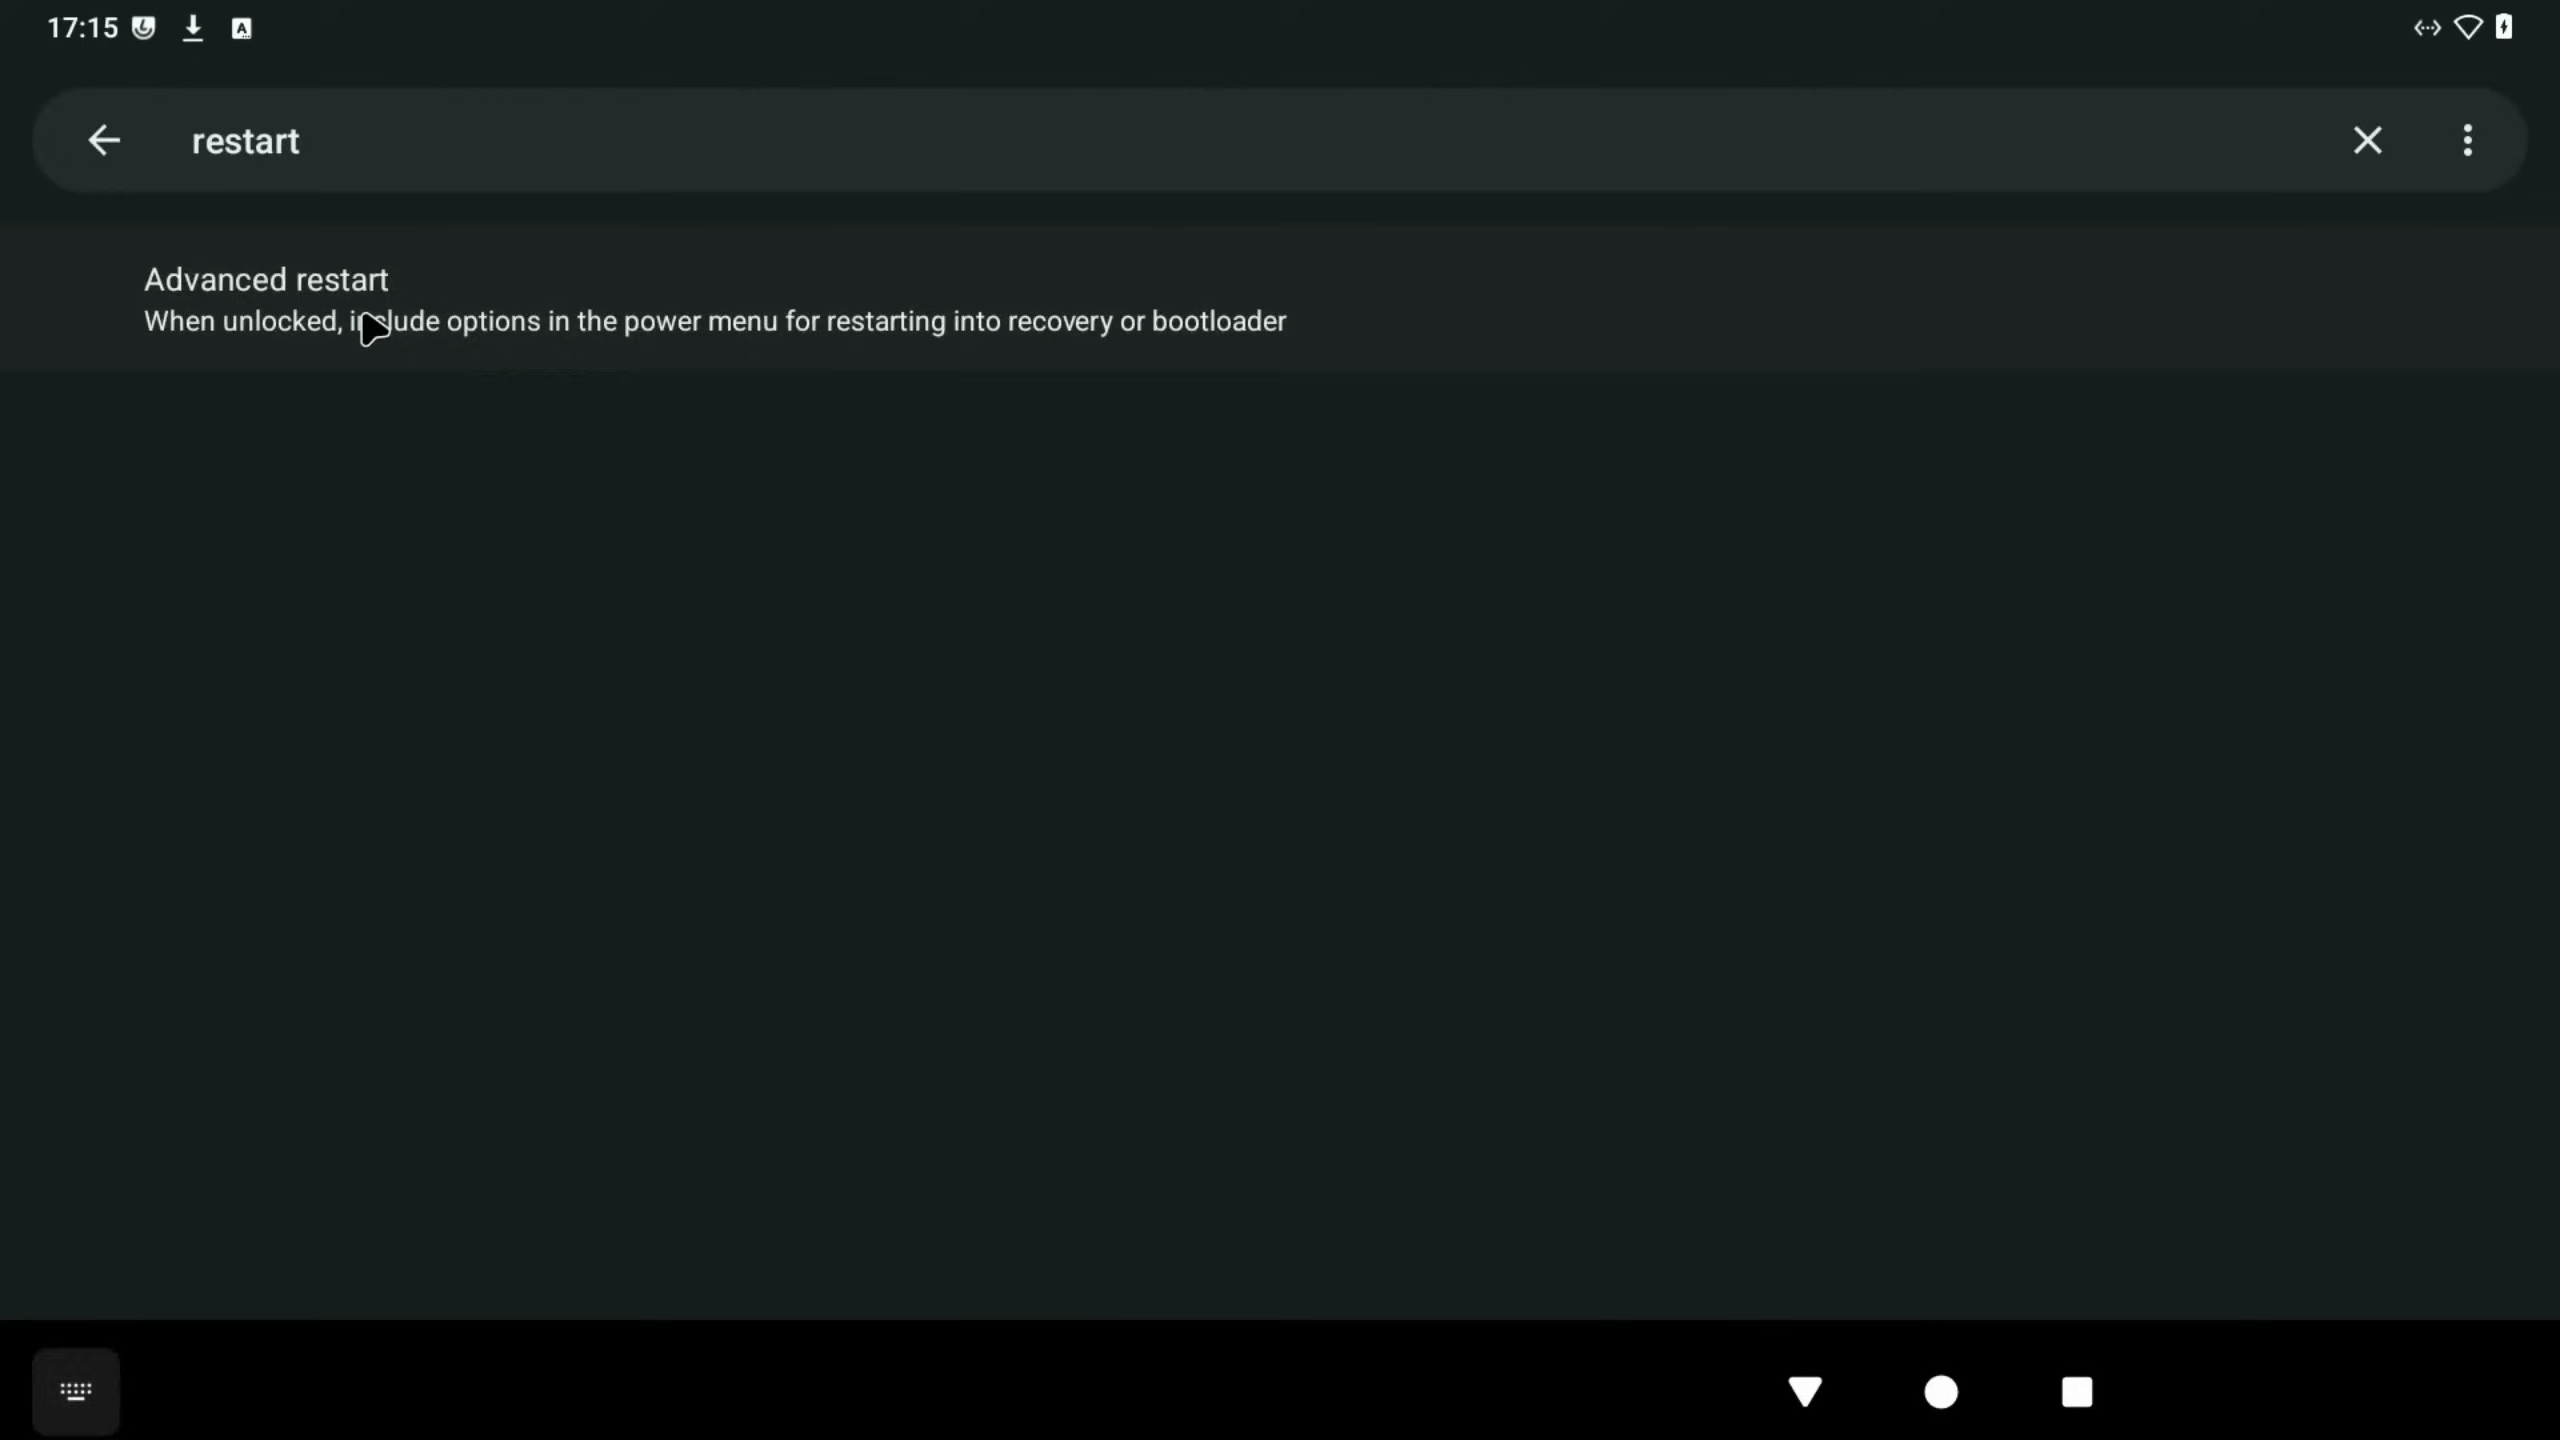 17:15
restart
Advanced restart
When unlocked, include options in the power menu for restarting into recovery or bootloader